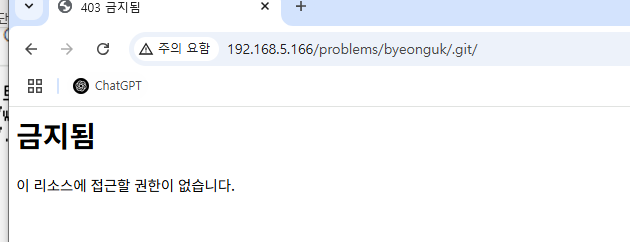 403 금지됨
주의 요함 192.168.5.166/problems/byeonguk/.git/
ChatGPT
금지됨
이 리소스에 접근할 권한이 없습니다.